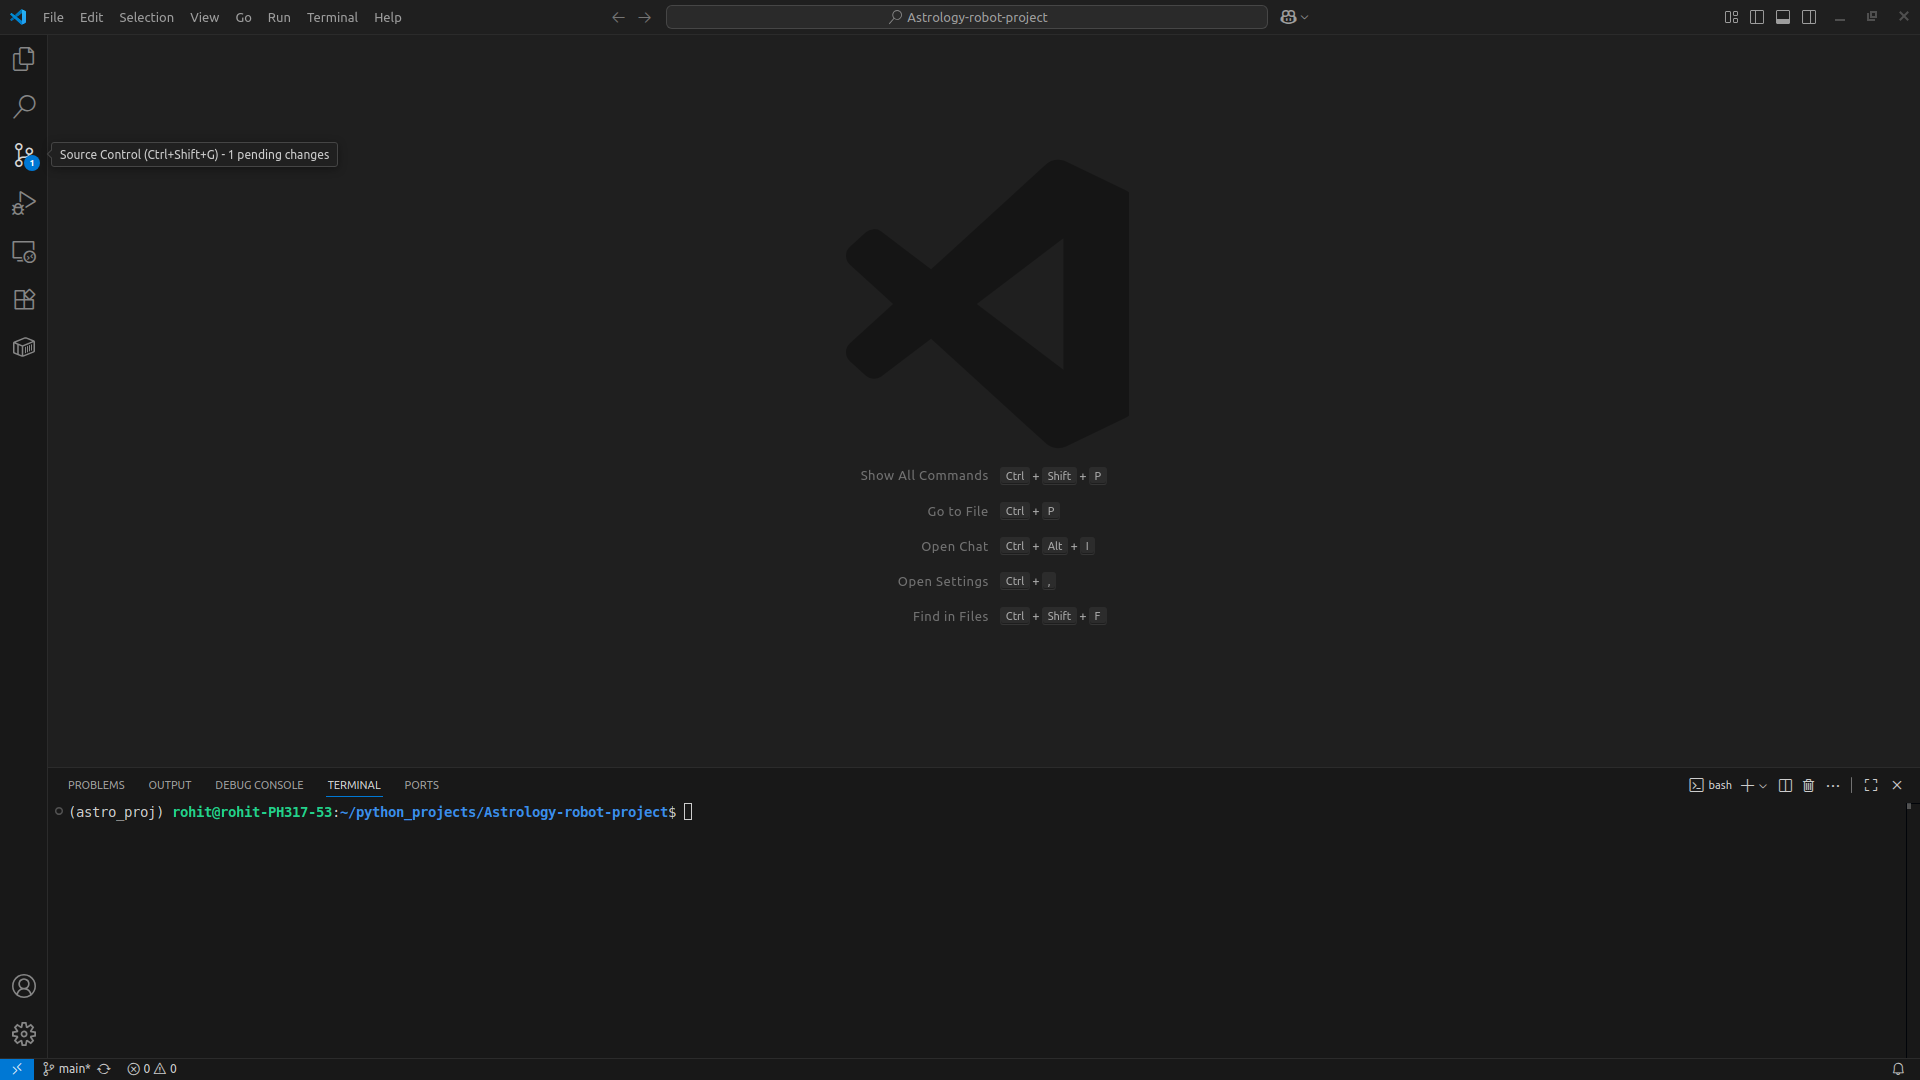 File Edit Selection View Go Run Terminal Help Astrology-robot-project
Source Control (Ctrl+Shift+G) - 1 pending changes
1
Show All Commands Ctrl + Shift + P
Go to File Ctrl + P
Open Chat Ctrl + Alt + I
Open Settings Ctrl + ,
Find in Files Ctrl + Shift + F
PROBLEMS OUTPUT DEBUG CONSOLE TERMINAL PORTS bash
(astro_proj) rohit@rohit-PH317-53:~/python_projects/Astrology-robot-project$
main* 0 0